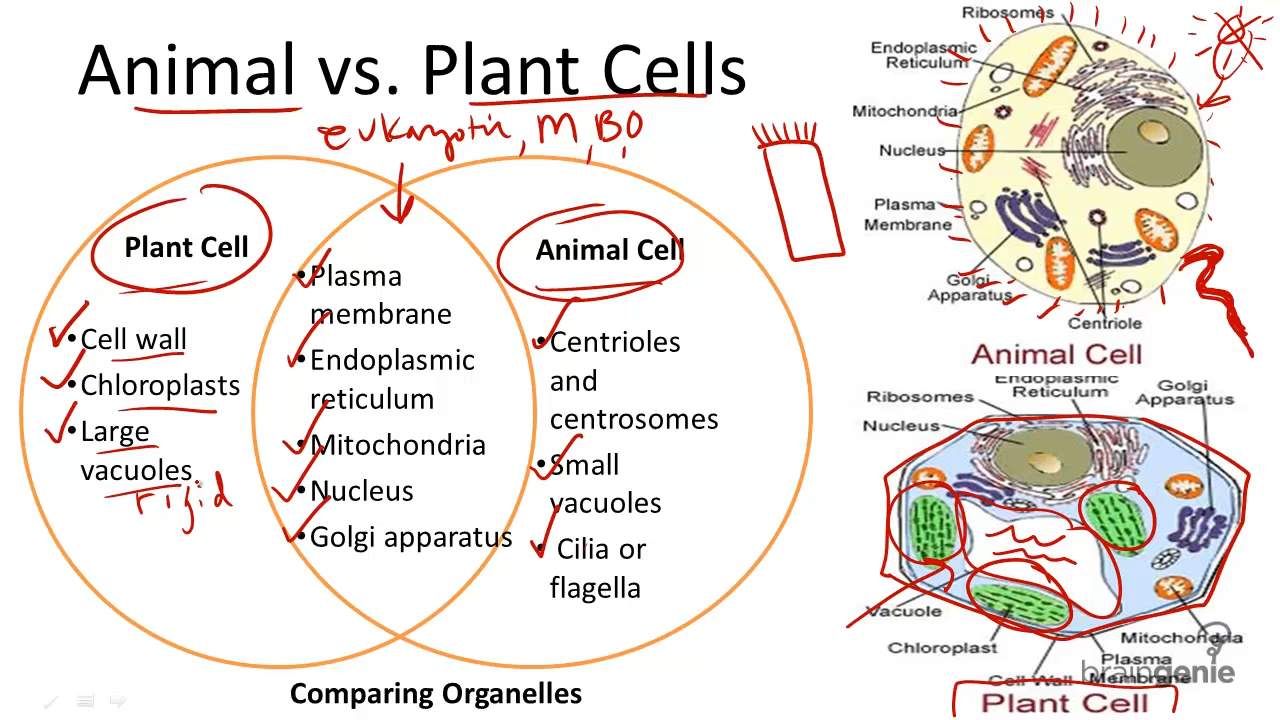 Animal vs. Plant Cells
eukaryotic, M, B, O
Plant Cell
• Cell wall
• Chloroplasts
• Large
vacuoles
rigid
• Plasma
membrane
• Endoplasmic
reticulum
• Mitochondria
• Nucleus
• Golgi apparatus
Animal Cell
• Centrioles
and
centrosomes
• Small
vacuoles
• Cilia or
flagella
Comparing Organelles
Ribosomes
Endoplasmic
Reticulum
Mitochondria
Nucleus
Plasma
Membrane
Golgi
Apparatus
Centriole
Animal Cell
Endoplasmic
Reticulum
Golgi
Apparatus
Ribosomes
Nucleus
Vacuole
Chloroplast
Mitochondria
Plasma
Membrane
Cell Wall
braingenie
Plant Cell